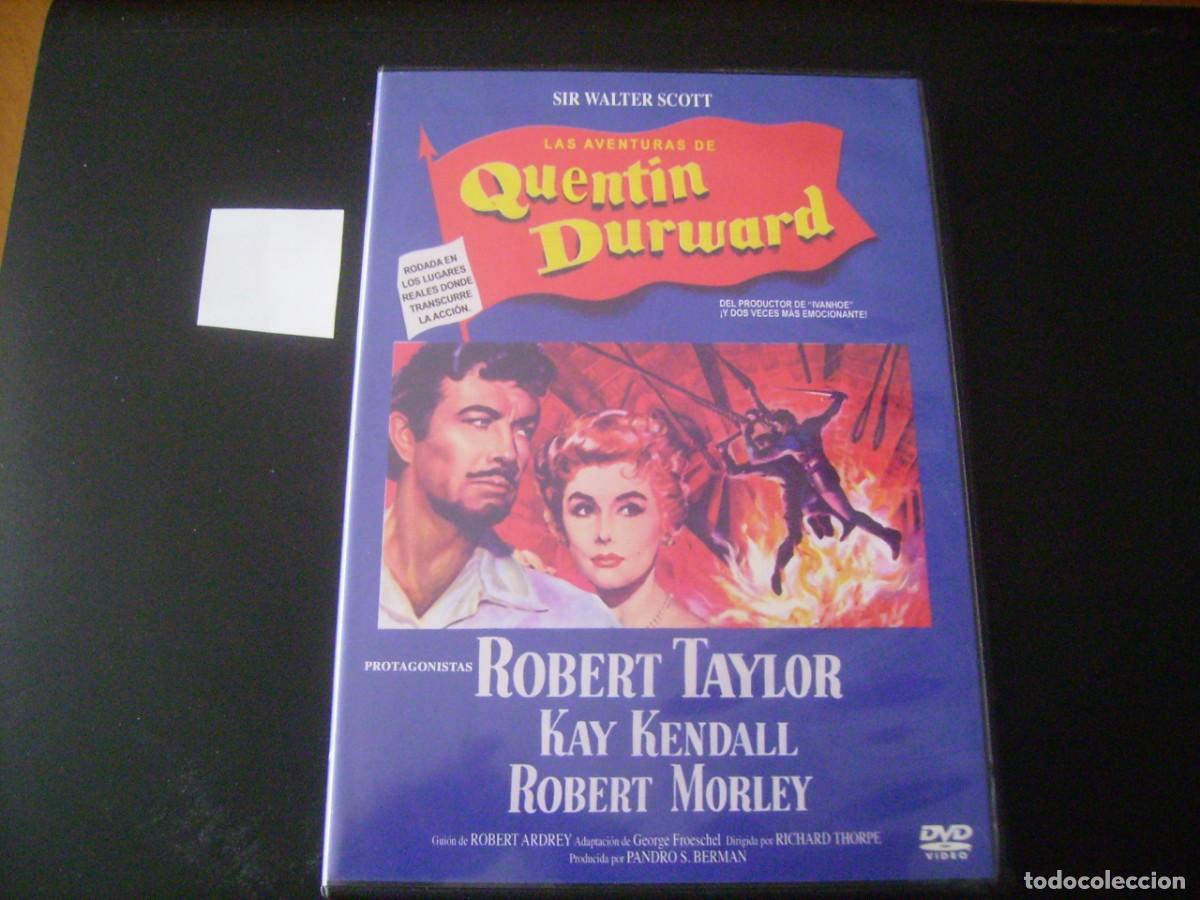 SIR WALTER SCOTT
LAS AVENTURAS DE
Quentin
Durward
RODADA EN
LOS LUGARES
REALES DONDE
TRANSCURRE
LA ACCIÓN.
DEL PRODUCTOR DE "IVANHOE"
¡Y DOS VECES MÁS EMOCIONANTE!
PROTAGONISTAS ROBERT TAYLOR
KAY KENDALL
ROBERT MORLEY
Guión de ROBERT ARDREY Adaptación de George Froeschel Dirigida por RICHARD THORPE
Producida por PANDRO S. BERMAN
DVD
VIDEO
todocoleccion